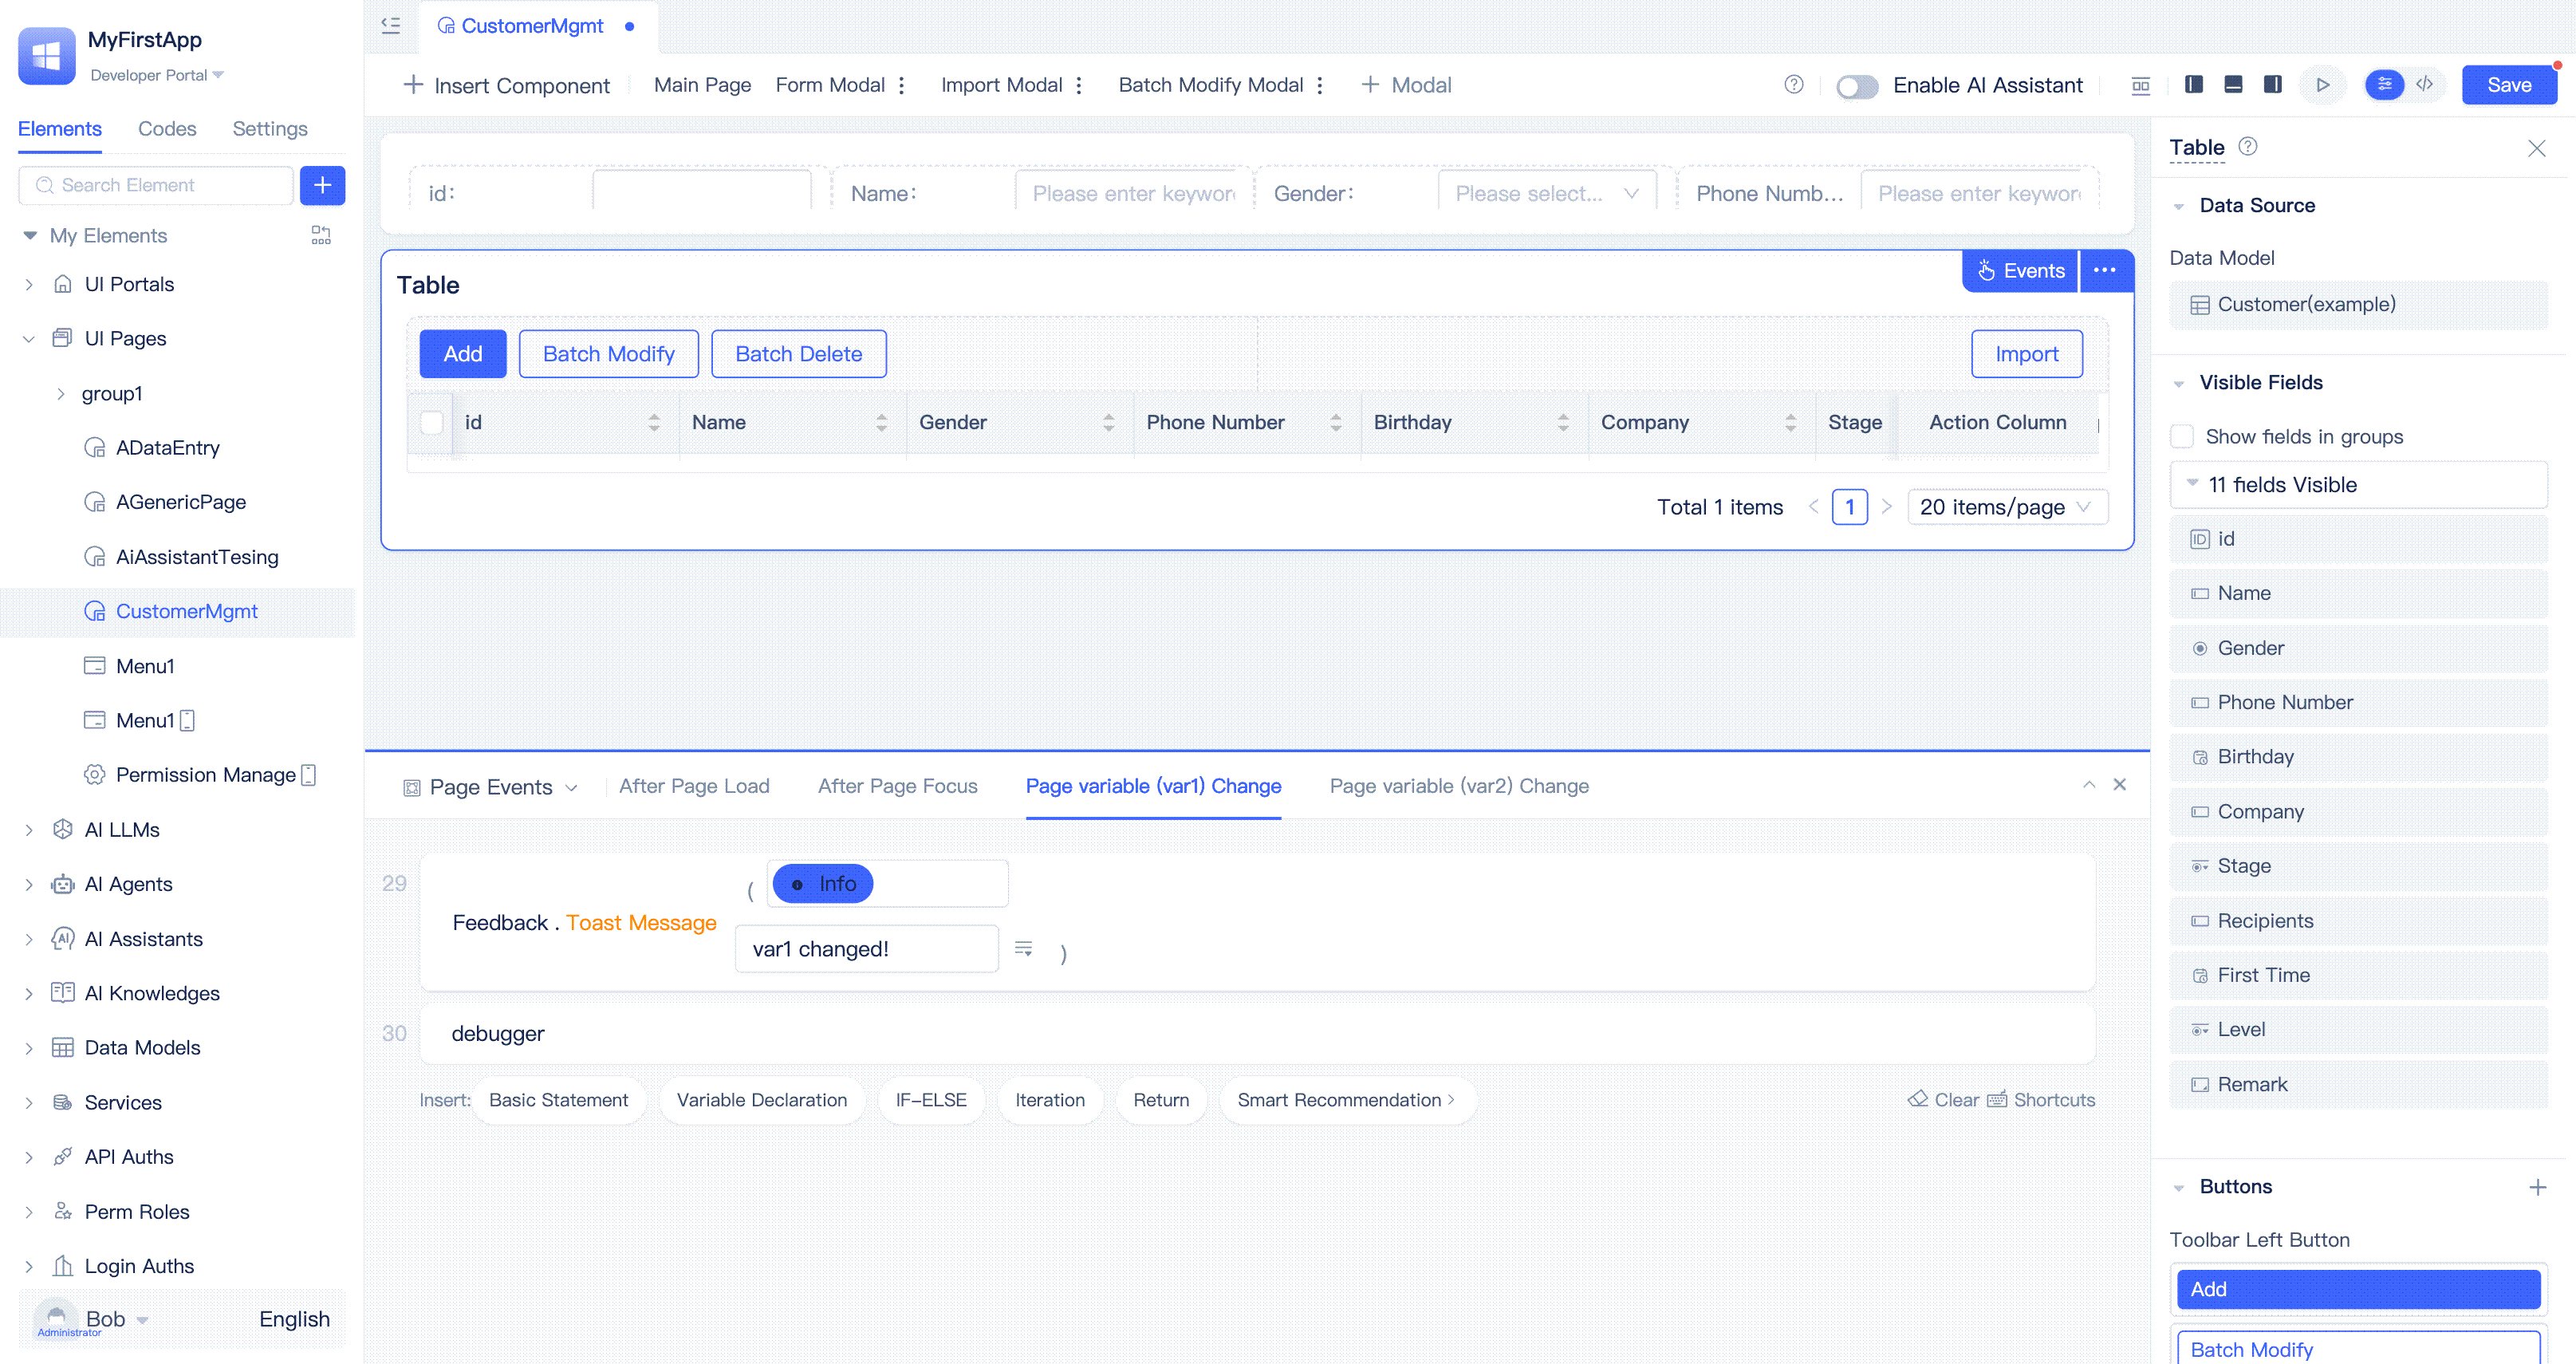 MyFirstApp
Developer Portal
Elements Codes Settings
Search Element
My Elements
UI Portals
UI Pages
group1
ADataEntry
AGenericPage
AiAssistantTesing
CustomerMgmt
Menu1
Menu1
Permission Manage
AI LLMs
AI Agents
AI Assistants
AI Knowledges
Data Models
Services
API Auths
Perm Roles
Login Auths
Bob English
Administrator
CustomerMgmt
Insert Component Main Page Form Modal Import Modal Batch Modify Modal Modal Enable AI Assistant Save
id: Name: Please enter keywor Gender: Please select... Phone Numb... Please enter keywor
Events
Table
Add Batch Modify Batch Delete Import
id Name Gender Phone Number Birthday Company Stage Action Column
Total 1 items 1 20 items/page
Page Events After Page Load After Page Focus Page variable (var1) Change Page variable (var2) Change
29 Feedback . Toast Message ( Info
var1 changed! )
30 debugger
Insert: Basic Statement Variable Declaration IF-ELSE Iteration Return Smart Recommendation Clear Shortcuts
Table
Data Source
Data Model
Customer(example)
Visible Fields
Show fields in groups
11 fields Visible
id
Name
Gender
Phone Number
Birthday
Company
Stage
Recipients
First Time
Level
Remark
Buttons
Toolbar Left Button
Add
Batch Modify